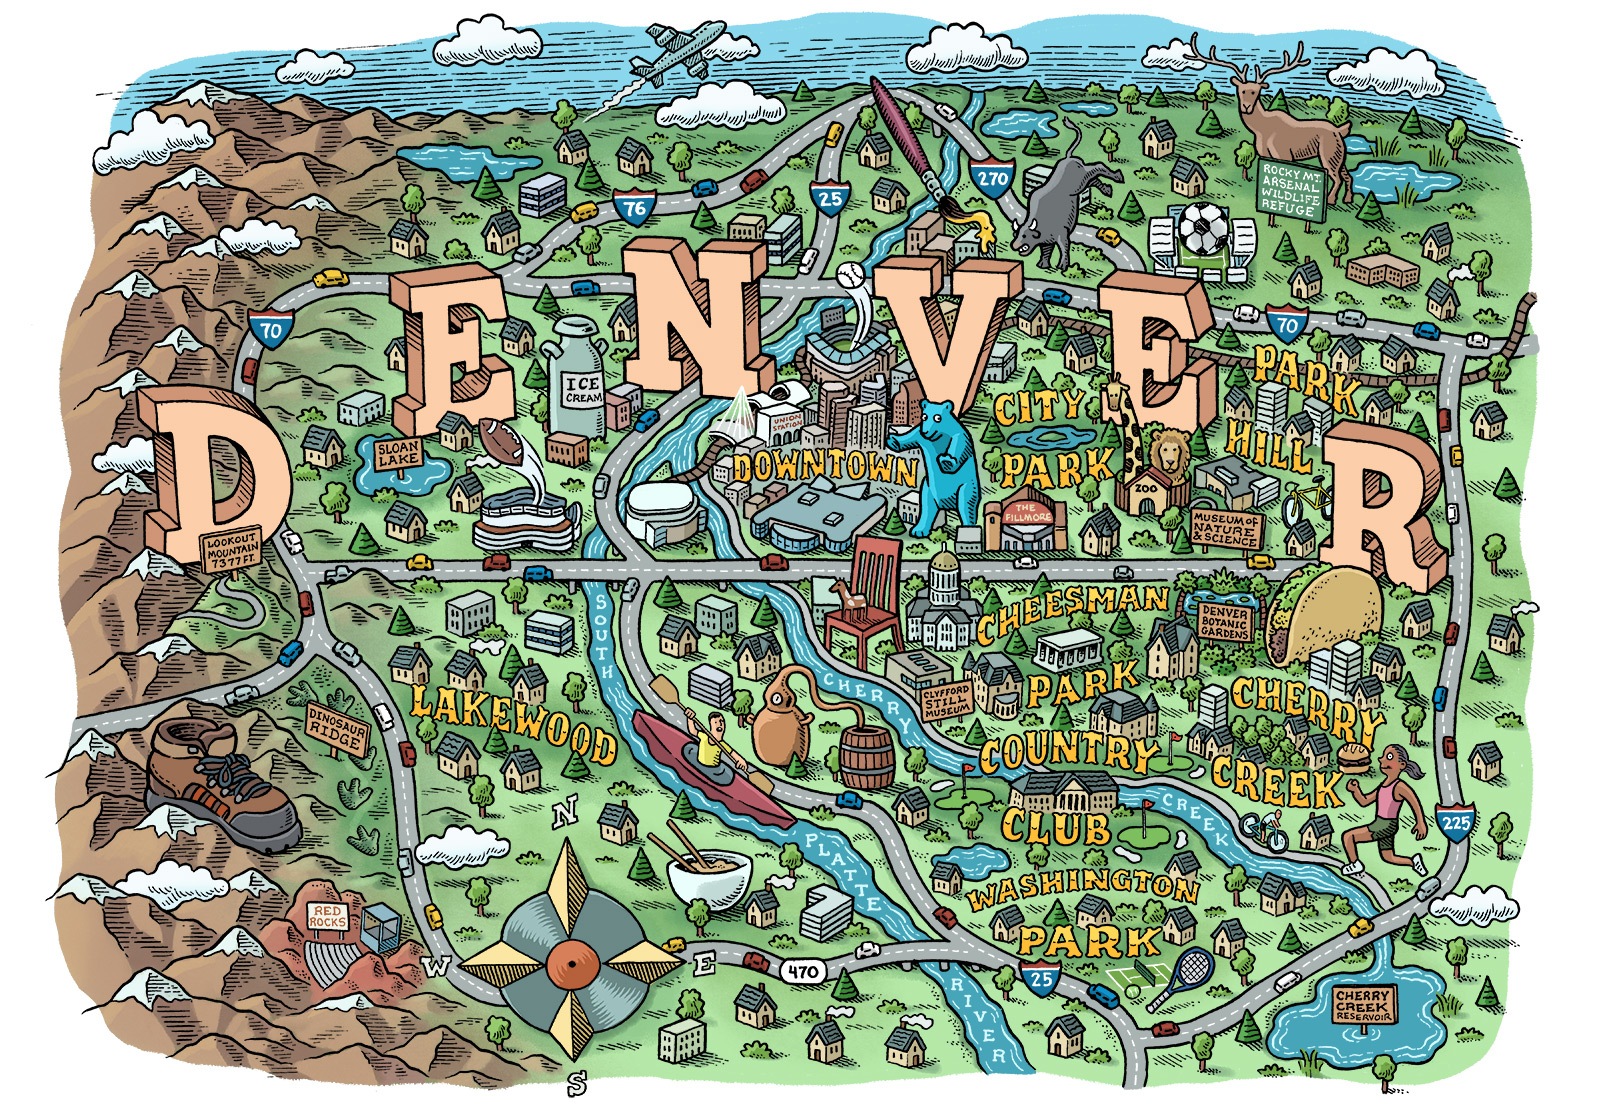 DENVER
ROCKY MT.
ARSENAL
WILDLIFE
REFUGE
270
76
25
70
70
ICE
CREAM
PARK
HILL
CITY
PARK
UNION
STATION
SLOAN
LAKE
DOWNTOWN
ZOO
THE
FILLMORE
MUSEUM of
NATURE
& SCIENCE
LOOKOUT
MOUNTAIN
7377 FT.
SOUTH
PLATTE
RIVER
CHERRY
CREEK
CHEESMAN
PARK
DENVER
BOTANIC
GARDENS
CLYFFORD
STILL
MUSEUM
LAKEWOOD
DINOSAUR
RIDGE
CHERRY
CREEK
COUNTRY
CLUB
225
WASHINGTON
PARK
RED
ROCKS
N
W
E
S
470
25
CHERRY
CREEK
RESERVOIR